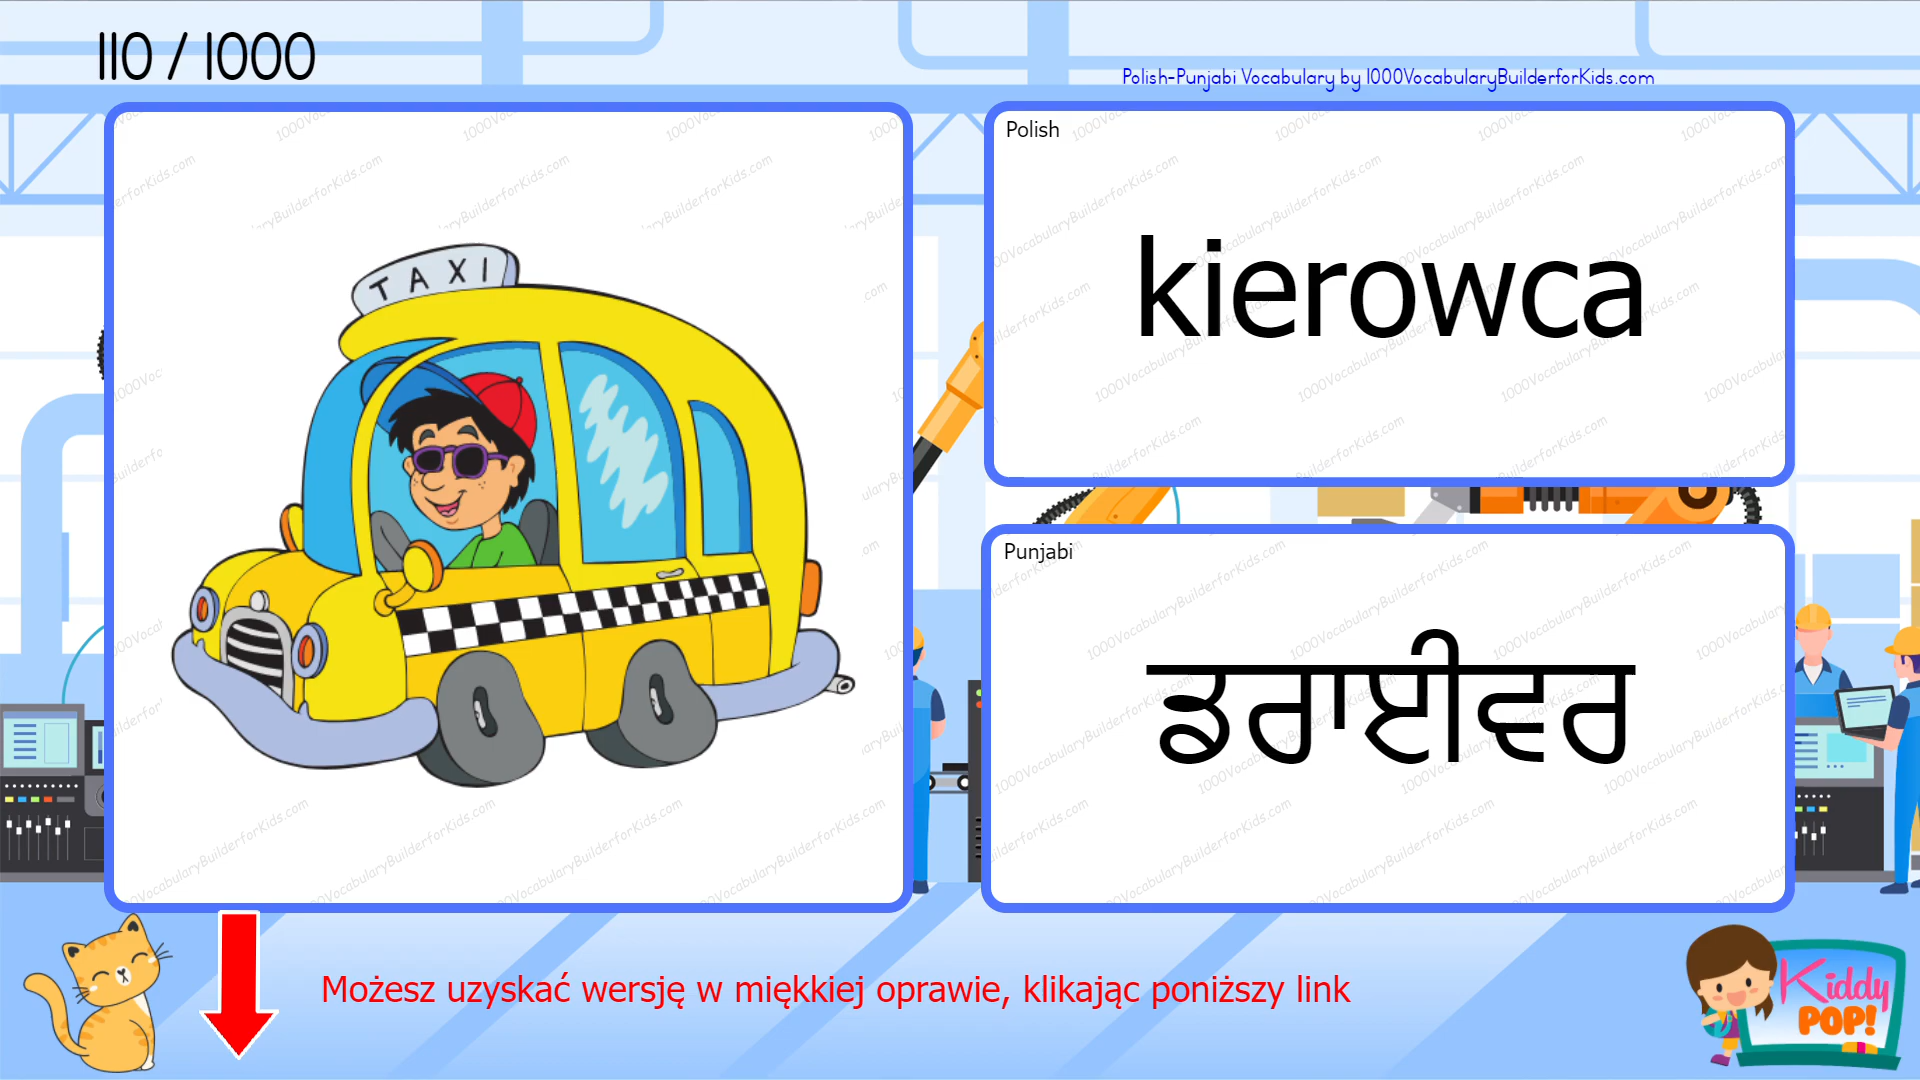 110 / 1000
Polish-Punjabi Vocabulary by 1000VocabularyBuilderforKids.com
TAXI
Polish
kierowca
Punjabi
ਡਰਾਈਵਰ
Możesz uzyskać wersję w miękkiej oprawie, klikając poniższy link
Kiddy
POP!